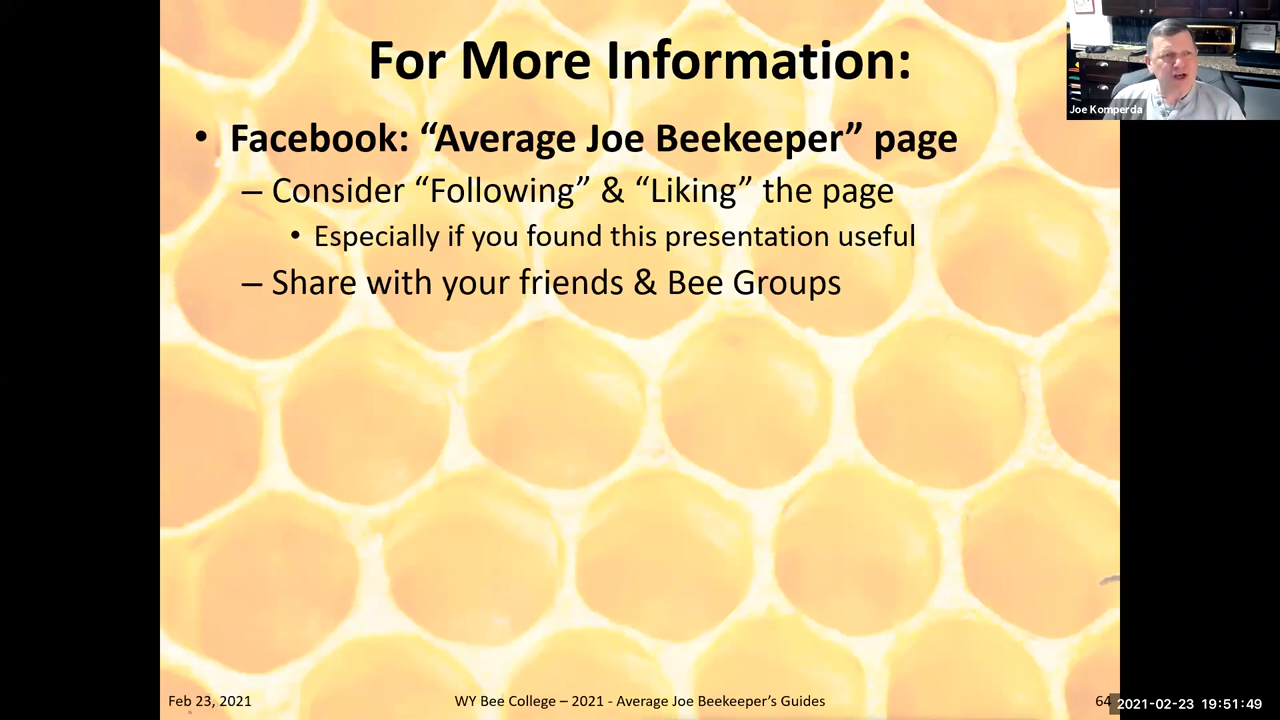 For More Information:
Joe Komperda
• Facebook: “Average Joe Beekeeper” page
– Consider “Following” & “Liking” the page
• Especially if you found this presentation useful
– Share with your friends & Bee Groups
Feb 23, 2021
WY Bee College – 2021 - Average Joe Beekeeper’s Guides
64
2021-02-23 19:51:49